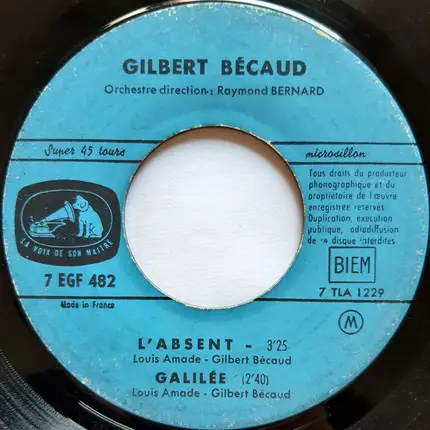 GILBERT BÉCAUD
Orchestre direction: Raymond BERNARD
Super 45 tours
microsillon
Tous droits du producteur
phonographique et du
propriétaire de l'œuvre
enregistrée réservés
Duplication, execution
publique, radiodiffusion
de ce disque interdites
LA VOIX DE SON MAITRE
7 EGF 482
Made in France
BIEM
7 TLA 1229
M
L'ABSENT - 3'25
Louis Amade - Gilbert Bécaud
GALILÉE (2'40)
Louis Amade - Gilbert Bécaud